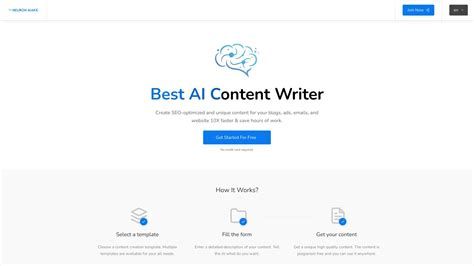 Join Now
en
Best AI Content Writer
Create SEO-optimized and unique content for your blogs, ads, emails, and
website 10X faster & save hours of work.
Get Started For Free
No credit card required
How It Works?
Select a template
Fill the form
Get your content
Choose a content creation template. Multiple
templates are available for your all needs.
Enter a detailed description of your content. Tell
the AI what do you want.
Get a unique high quality content. The content is
plagiarism free and you can use it anywhere.